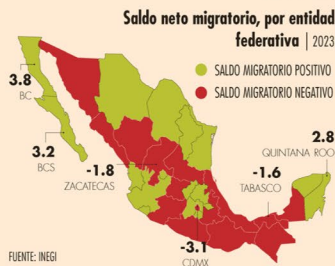 Saldo neto migratorio, por entidad
federativa | 2023
SALDO MIGRATORIO POSITIVO
SALDO MIGRATORIO NEGATIVO
3.8
BC
3.2
BCS
-1.8
ZACATECAS
2.8
QUINTANA ROO
-1.6
TABASCO
-3.1
CDMX
FUENTE: INEGI